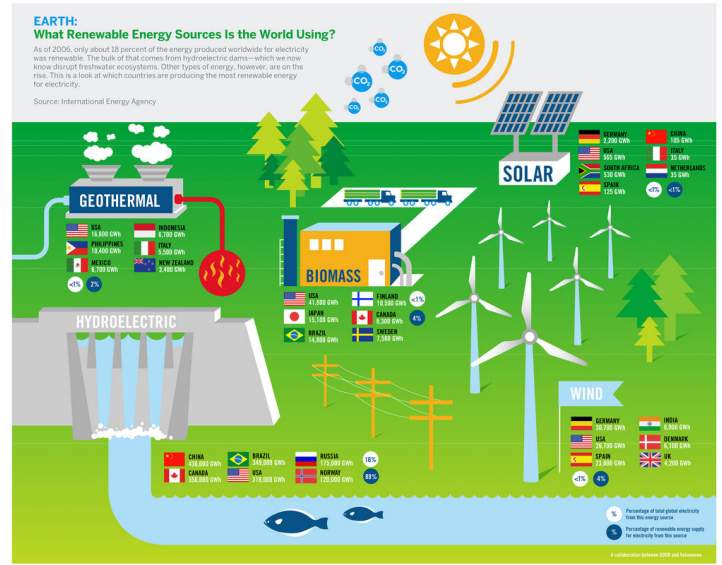 EARTH:
What Renewable Energy Sources Is the World Using?
As of 2006, only about 18 percent of the energy produced worldwide for electricity
was renewable. The bulk of that comes from hydroelectric dams—which we now
know disrupt freshwater ecosystems. Other types of energy, however, are on the
rise. This is a look at which countries are producing the most renewable energy
for electricity.
Source: International Energy Agency
CO2
CO2
CO2
CO2
CO2
SOLAR
GERMANY
2,200 GWh
USA
565 GWh
SOUTH AFRICA
530 GWh
SPAIN
125 GWh
CHINA
105 GWh
ITALY
35 GWh
NETHERLANDS
35 GWh
<1%
<1%
GEOTHERMAL
USA
16,600 GWh
PHILIPPINES
10,400 GWh
MEXICO
6,700 GWh
INDONESIA
6,700 GWh
ITALY
5,500 GWh
NEW ZEALAND
3,400 GWh
<1%
2%
BIOMASS
USA
41,800 GWh
JAPAN
15,100 GWh
BRAZIL
14,600 GWh
FINLAND
10,500 GWh
CANADA
8,300 GWh
SWEDEN
7,500 GWh
<1%
4%
HYDROELECTRIC
CHINA
436,000 GWh
CANADA
356,000 GWh
BRAZIL
349,000 GWh
USA
318,000 GWh
RUSSIA
175,000 GWh
NORWAY
120,000 GWh
16%
89%
WIND
GERMANY
30,700 GWh
USA
26,700 GWh
SPAIN
23,000 GWh
INDIA
8,000 GWh
DENMARK
6,100 GWh
UK
4,200 GWh
<1%
4%
%
Percentage of total global electricity
from this energy source
%
Percentage of renewable energy supply
for electricity from this source
A collaboration between GOOD and Helvanoean